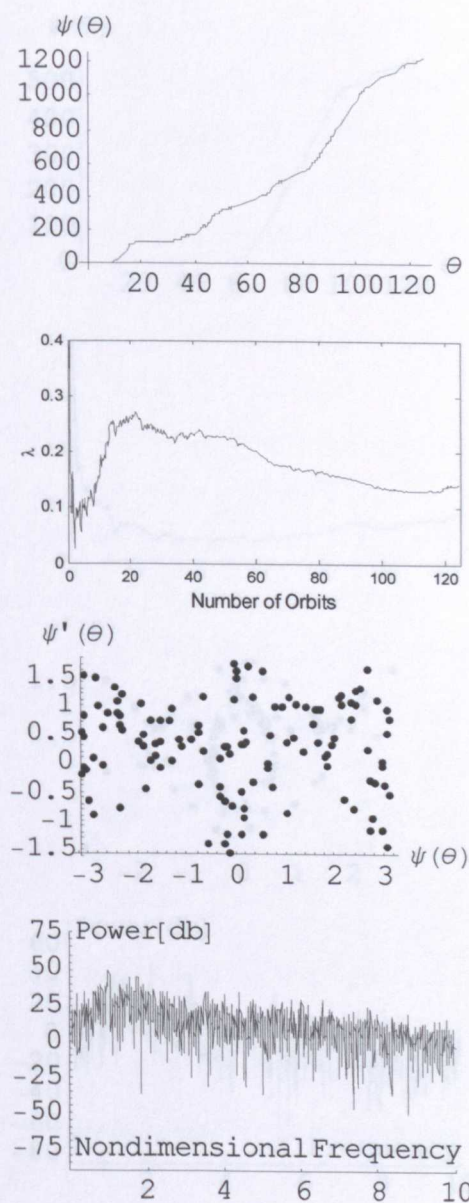 ψ(θ)
1200
1000
800
600
400
200
0
20 40 60 80 100 120 θ
0.4
0.3
λ
0.2
0.1
0
0 20 40 60 80 100 120
Number of Orbits
ψ'(θ)
1.5
1
0.5
0
-0.5
-1
-1.5
-3 -2 -1 0 1 2 3 ψ(θ)
75 Power[db]
50
25
0
-25
-50
-75 Nondimensional Frequency
2 4 6 8 10